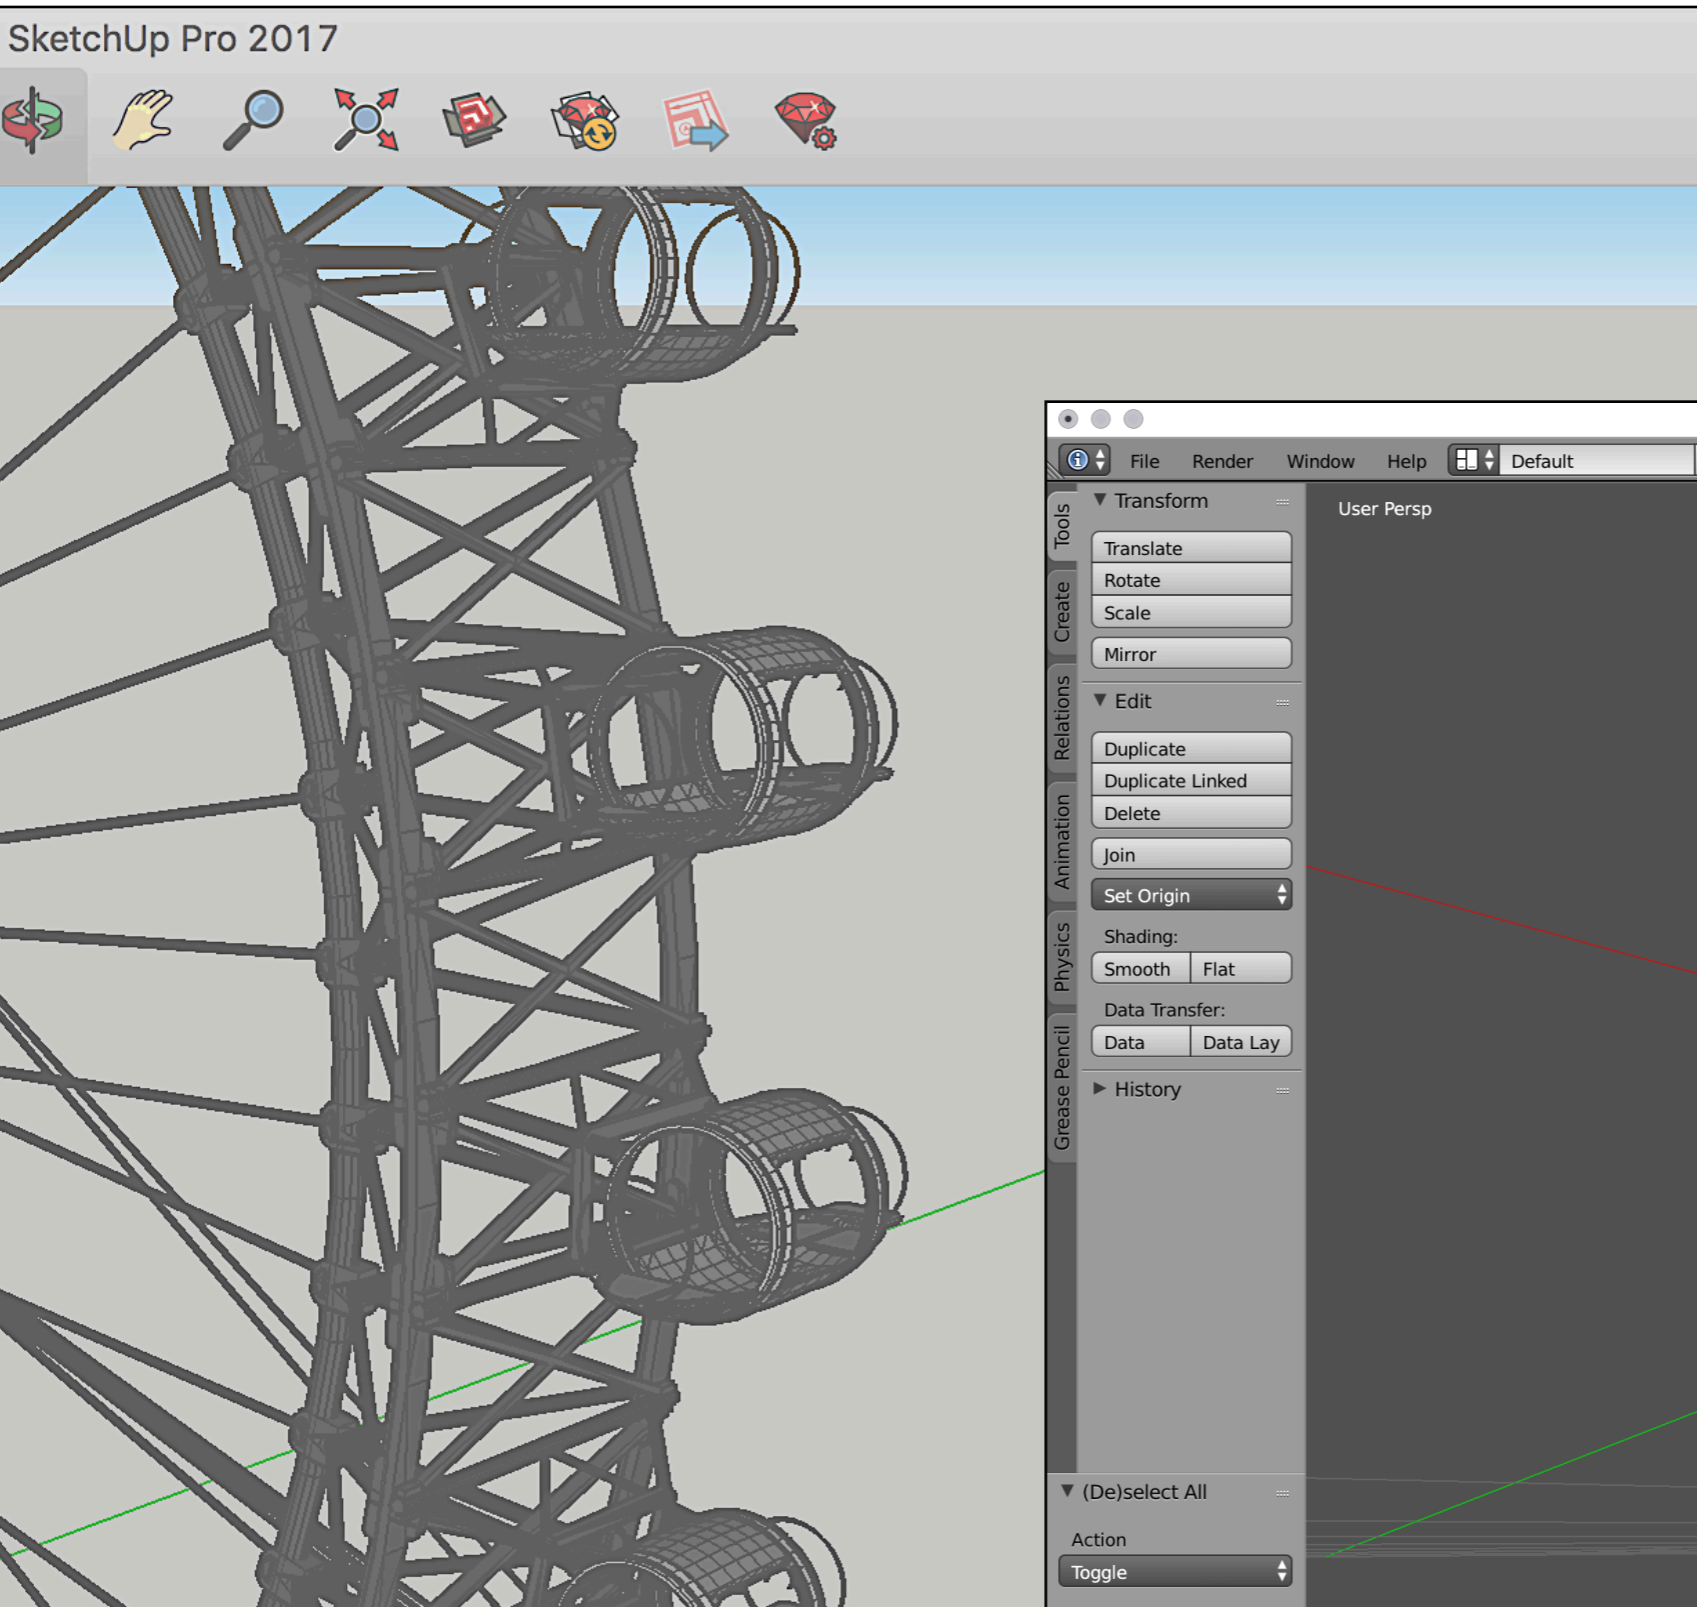 SketchUp Pro 2017
File Render Window Help Default
Tools
Create
Relations
Animation
Physics
Grease Pencil
Transform
Translate
Rotate
Scale
Mirror
Edit
Duplicate
Duplicate Linked
Delete
Join
Set Origin
Shading:
Smooth Flat
Data Transfer:
Data Data Lay
History
(De)select All
Action
Toggle
User Persp